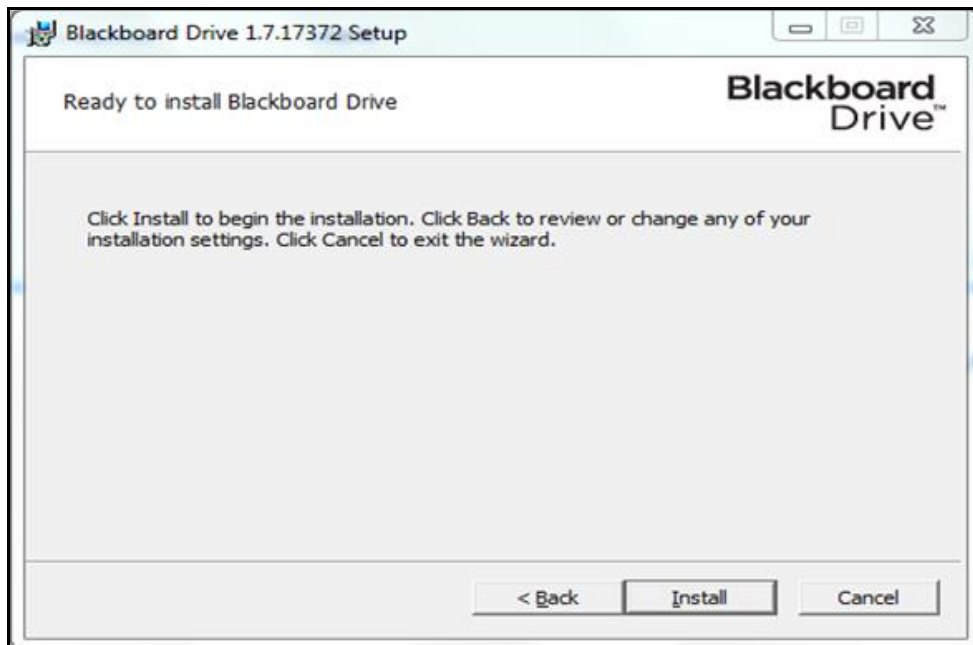 Blackboard Drive 1.7.17372 Setup
Ready to install Blackboard Drive
Blackboard
Drive™
Click Install to begin the installation. Click Back to review or change any of your
installation settings. Click Cancel to exit the wizard.
< Back
Install
Cancel